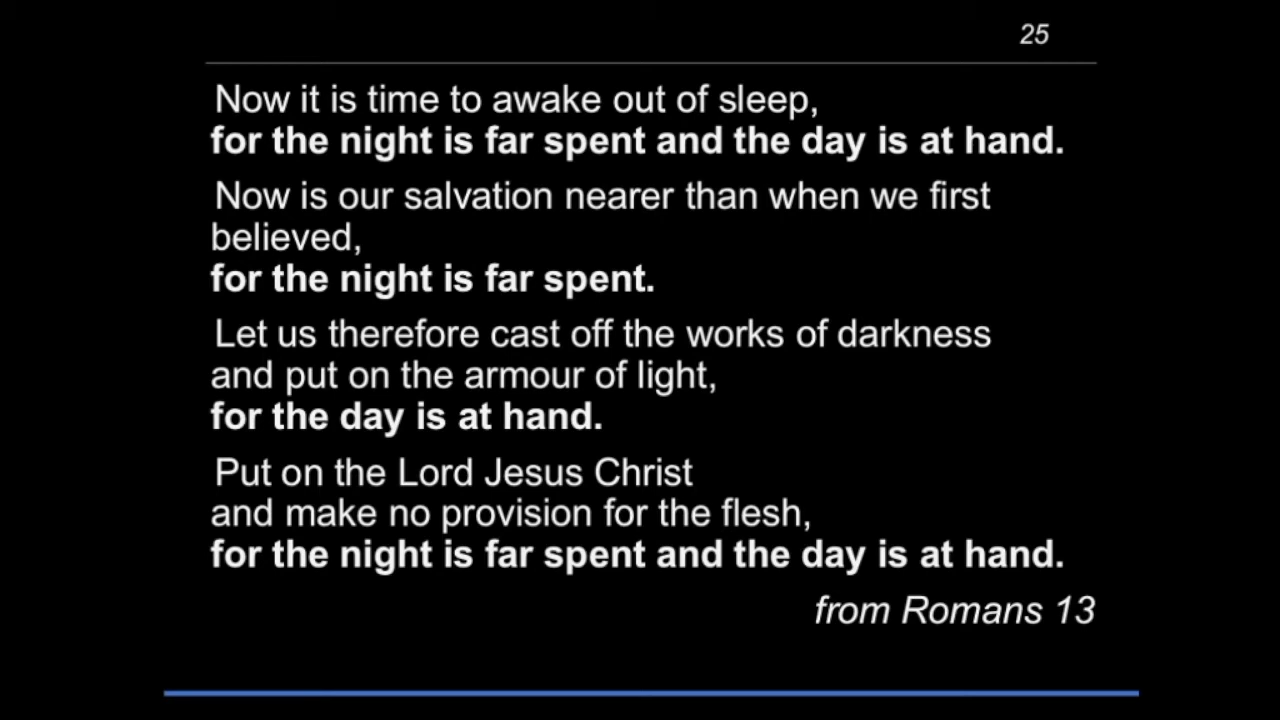 25
Now it is time to awake out of sleep,
for the night is far spent and the day is at hand.
Now is our salvation nearer than when we first
believed,
for the night is far spent.
Let us therefore cast off the works of darkness
and put on the armour of light,
for the day is at hand.
Put on the Lord Jesus Christ
and make no provision for the flesh,
for the night is far spent and the day is at hand.
from Romans 13